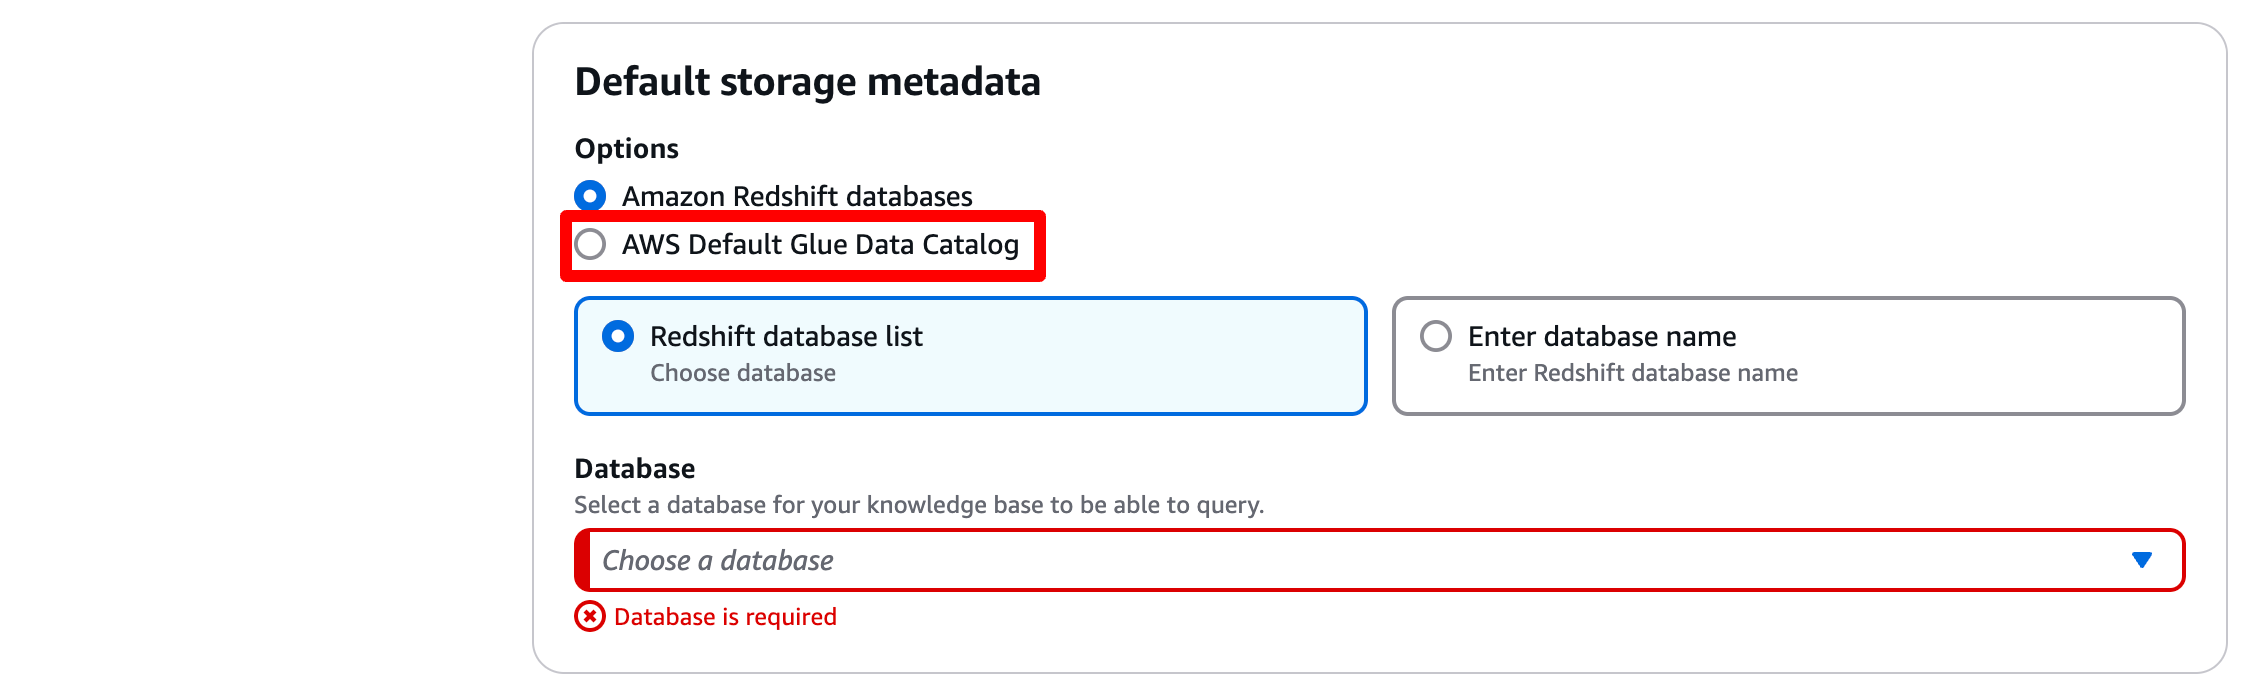 Default storage metadata
Options
Amazon Redshift databases
AWS Default Glue Data Catalog
Redshift database list
Choose database
Enter database name
Enter Redshift database name
Database
Select a database for your knowledge base to be able to query.
Choose a database
Database is required